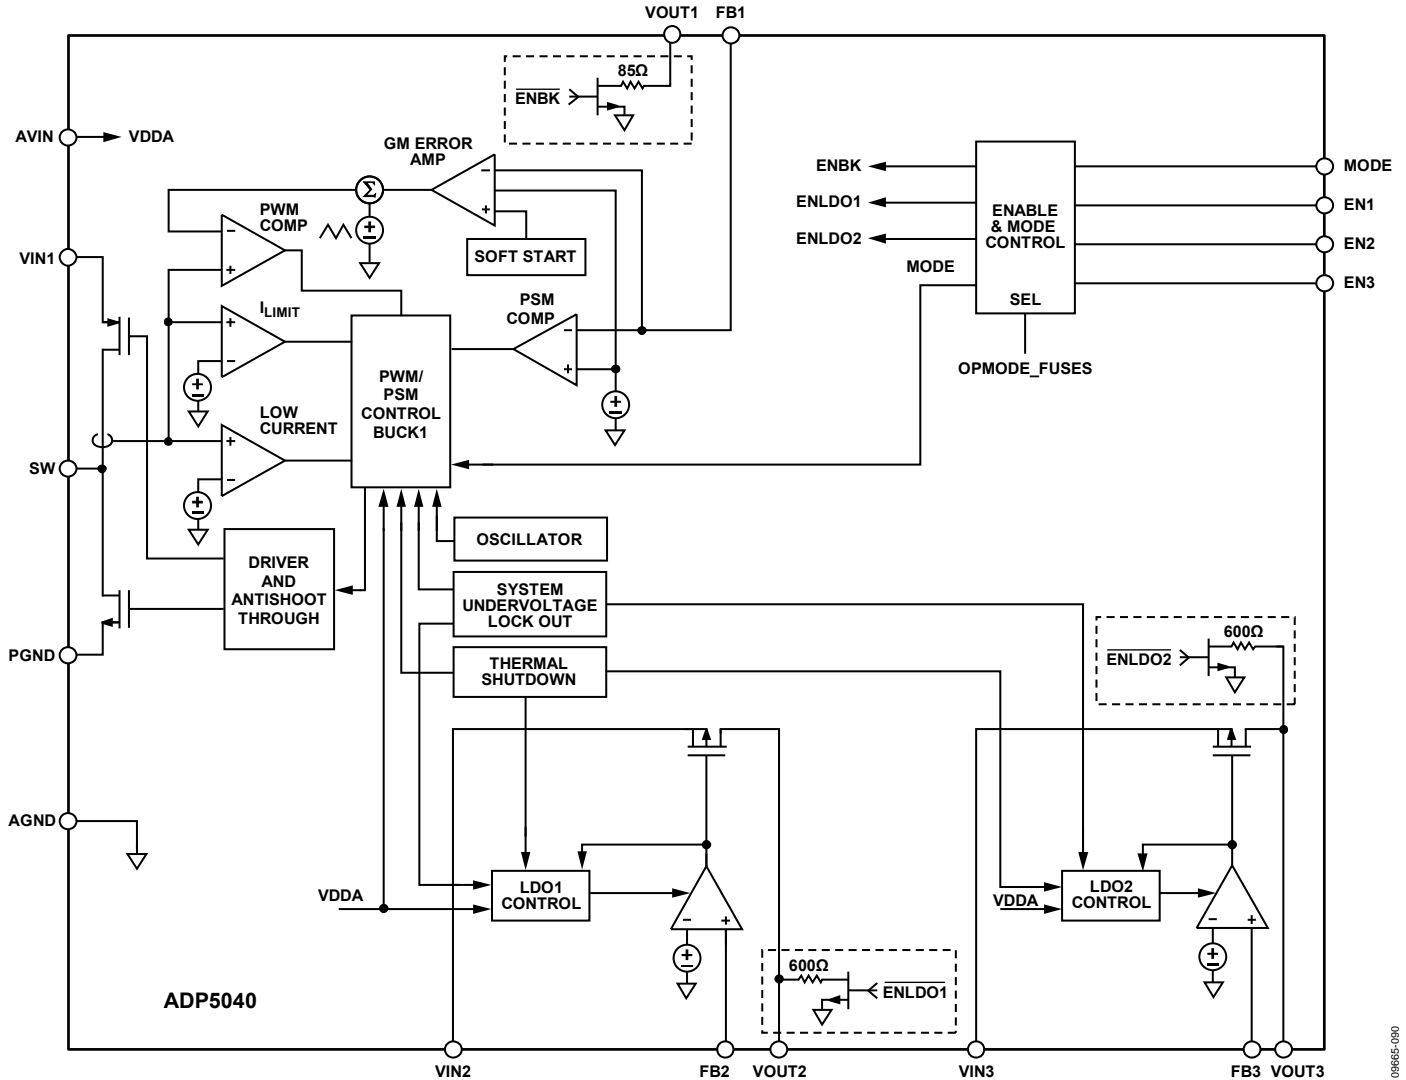 VOUT1 FB1
85Ω
ENBK
AVIN
VDDA
GM ERROR
AMP
Σ
PWM
COMP
SOFT START
VIN1
ILIMIT
PSM
COMP
PWM/
PSM
CONTROL
BUCK1
LOW
CURRENT
SW
ENBK
ENLDO1
ENLDO2
MODE
ENABLE
& MODE
CONTROL
SEL
OPMODE_FUSES
MODE
EN1
EN2
EN3
OSCILLATOR
DRIVER
AND
ANTISHOOT
THROUGH
SYSTEM
UNDERVOLTAGE
LOCK OUT
THERMAL
SHUTDOWN
PGND
600Ω
ENLDO2
AGND
VDDA
LDO1
CONTROL
VDDA
LDO2
CONTROL
600Ω
ENLDO1
ADP5040
VIN2
FB2
VOUT2
VIN3
FB3
VOUT3
09665-090